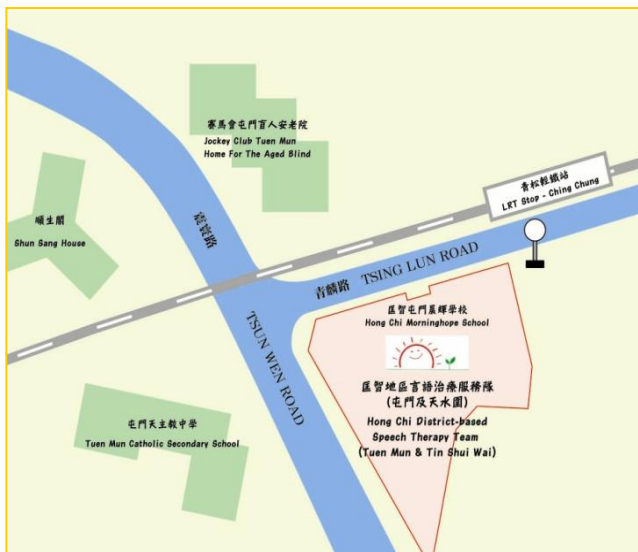 賽馬會屯門盲人安老院
Jockey Club Tuen Mun
Home For The Aged Blind
青松輕鐵站
LRT Stop - Ching Chung
順生閣
Shun Sang House
震寰路
TSUN WEN ROAD
青麟路 TSING LUN ROAD
匡智屯門晨輝學校
Hong Chi Morninghope School
匡智地區言語治療服務隊
(屯門及天水圍)
Hong Chi District-based
Speech Therapy Team
(Tuen Mun & Tin Shui Wai)
屯門天主教中學
Tuen Mun Catholic Secondary School